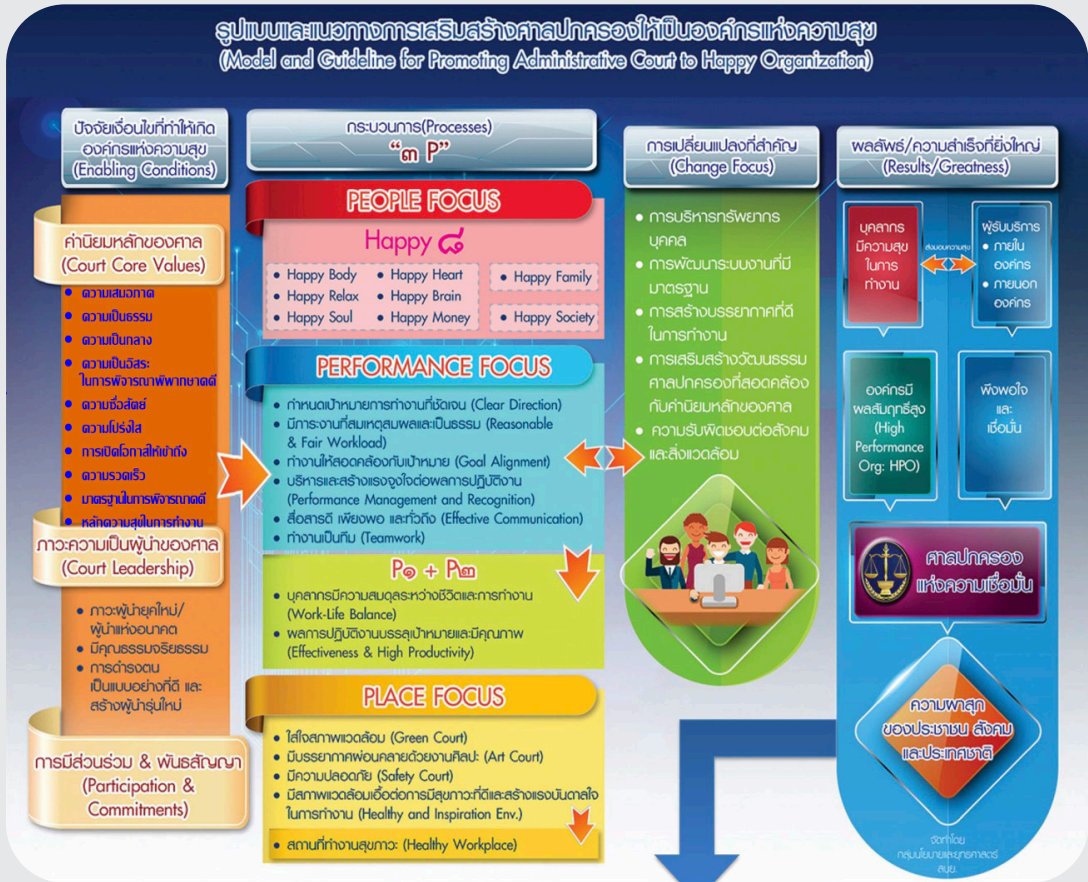 รูปแบบและแนวทางการเสริมสร้างศาลปกครองให้เป็นองค์กรแห่งความสุข
(Model and Guideline for Promoting Administrative Court to Happy Organization)
ปัจจัยเงื่อนไขที่ทำให้เกิด
องค์กรแห่งความสุข
(Enabling Conditions)
ค่านิยมหลักของศาล
(Court Core Values)
• ความเสมอภาค
• ความเป็นธรรม
• ความเป็นกลาง
• ความเป็นอิสระ
ในการพิจารณาพิพากษาคดี
• ความซื่อสัตย์
• ความโปร่งใส
• การเปิดโอกาสให้เข้าถึง
• ความรวดเร็ว
• มาตรฐานในการพิจารณาคดี
• หลักความสุขในการทำงาน
ภาวะความเป็นผู้นำของศาล
(Court Leadership)
• ภาวะผู้นำยุคใหม่/
ผู้นำแห่งอนาคต
• มีคุณธรรมจริยธรรม
• การดำรงตน
เป็นแบบอย่างที่ดี และ
สร้างผู้นำรุ่นใหม่
การมีส่วนร่วม & พันธสัญญา
(Participation &
Commitments)
กระบวนการ(Processes)
“๓ P”
PEOPLE FOCUS
Happy ๘
• Happy Body
• Happy Heart
• Happy Family
• Happy Relax
• Happy Brain
• Happy Soul
• Happy Money
• Happy Society
PERFORMANCE FOCUS
• กำหนดเป้าหมายการทำงานที่ชัดเจน (Clear Direction)
• มีภาระงานที่สมเหตุสมผลและเป็นธรรม (Reasonable
& Fair Workload)
• ทำงานให้สอดคล้องกับเป้าหมาย (Goal Alignment)
• บริหารและสร้างแรงจูงใจต่อผลการปฏิบัติงาน
(Performance Management and Recognition)
• สื่อสารดี เพียงพอ และทั่วถึง (Effective Communication)
• ทำงานเป็นทีม (Teamwork)
P๑ + P๒
• บุคลากรมีความสมดุลระหว่างชีวิตและการทำงาน
(Work-Life Balance)
• ผลการปฏิบัติงานบรรลุเป้าหมายและมีคุณภาพ
(Effectiveness & High Productivity)
PLACE FOCUS
• ใส่ใจสภาพแวดล้อม (Green Court)
• มีบรรยากาศผ่อนคลายด้วยงานศิลปะ (Art Court)
• มีความปลอดภัย (Safety Court)
• มีสภาพแวดล้อมเอื้อต่อการมีสุขภาวะที่ดีและสร้างแรงบันดาลใจ
ในการทำงาน (Healthy and Inspiration Env.)
• สถานที่ทำงานสุขภาวะ (Healthy Workplace)
การเปลี่ยนแปลงที่สำคัญ
(Change Focus)
• การบริหารทรัพยากร
บุคคล
• การพัฒนาระบบงานที่มี
มาตรฐาน
• การสร้างบรรยากาศที่ดี
ในการทำงาน
• การเสริมสร้างวัฒนธรรม
ศาลปกครองที่สอดคล้อง
กับค่านิยมหลักของศาล
• ความรับผิดชอบต่อสังคม
และสิ่งแวดล้อม
ผลลัพธ์/ความสำเร็จที่ยิ่งใหญ่
(Results/Greatness)
บุคลากร
มีความสุข
ในการ
ทำงาน
ส่งมอบความสุข
ผู้รับบริการ
• ภายใน
องค์กร
• ภายนอก
องค์กร
องค์กรมี
ผลสัมฤทธิ์สูง
(High
Performance
Org: HPO)
พึงพอใจ
และ
เชื่อมั่น
ศาลปกครอง
แห่งความเชื่อมั่น
ความผาสุก
ของประชาชน สังคม
และประเทศชาติ
จัดทำโดย
กลุ่มนโยบายและยุทธศาสตร์
สบย.